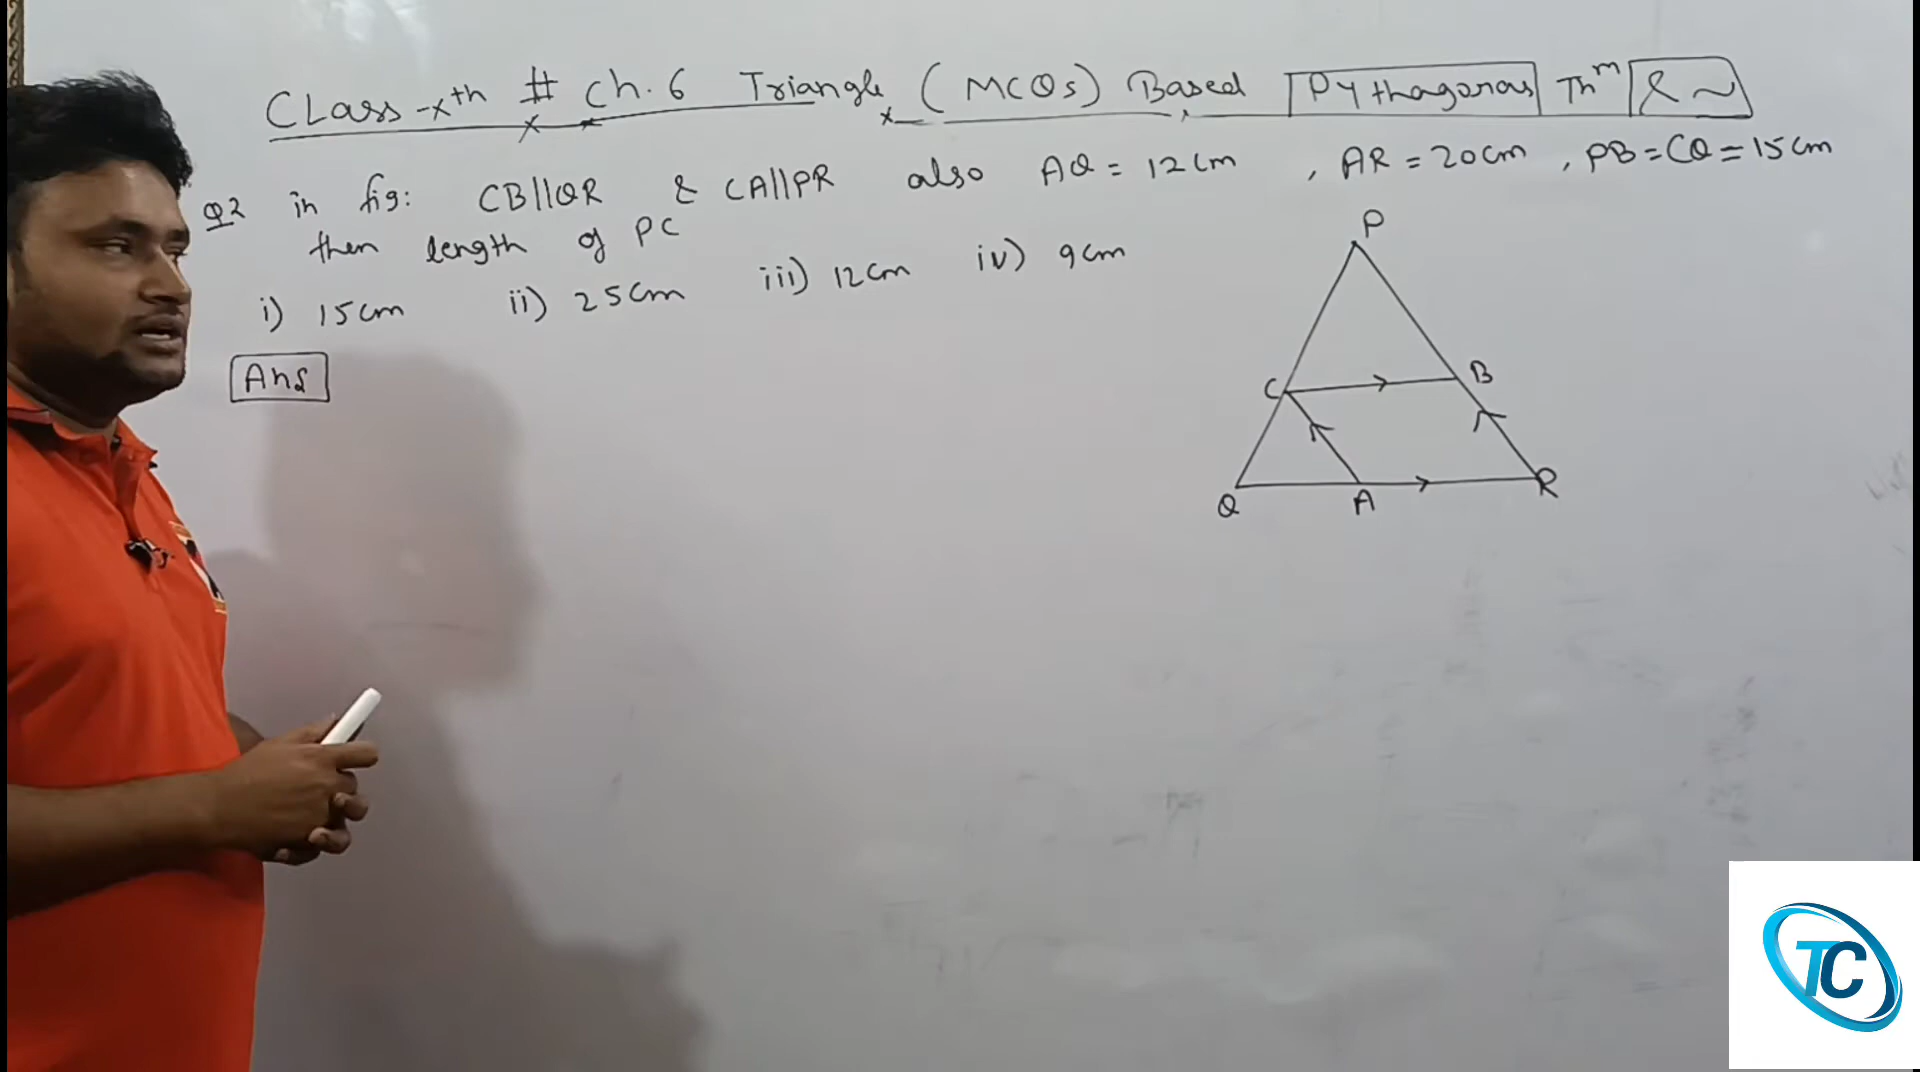 CLass -xth # Ch. 6 Triangle (MCQs) Based Pythagoras Thm & ~
Q2 in fig: CB||QR & CA||PR also AQ = 12cm , AR = 20cm , PB = CQ = 15cm
then length of PC
i) 15cm ii) 25cm iii) 12cm iv) 9cm
Ans
P
C B
Q A R
TC